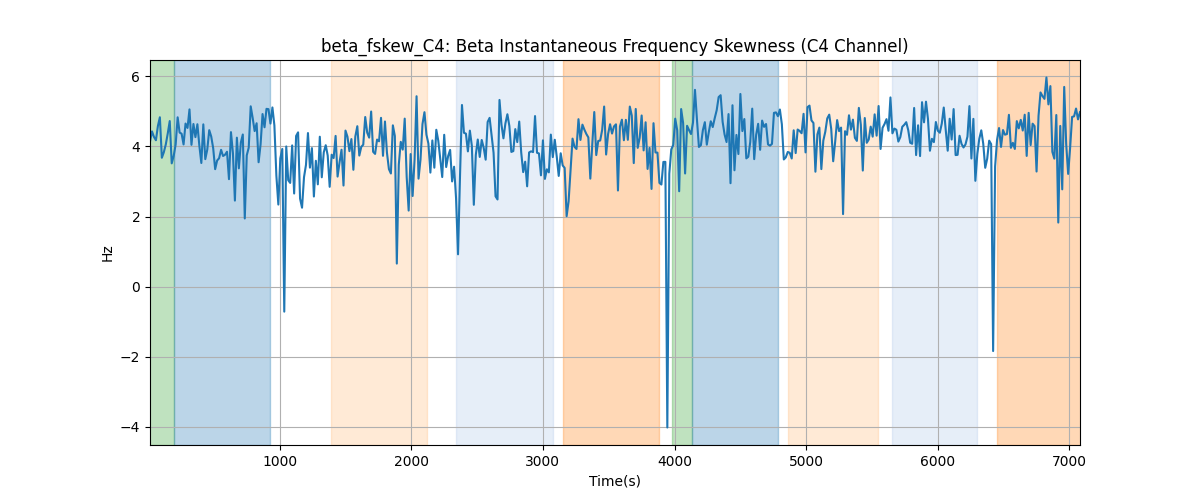 beta_fskew_C4: Beta Instantaneous Frequency Skewness (C4 Channel)
6
4
2
0
−2
−4
Hz
1000 2000 3000 4000 5000 6000 7000
Time(s)